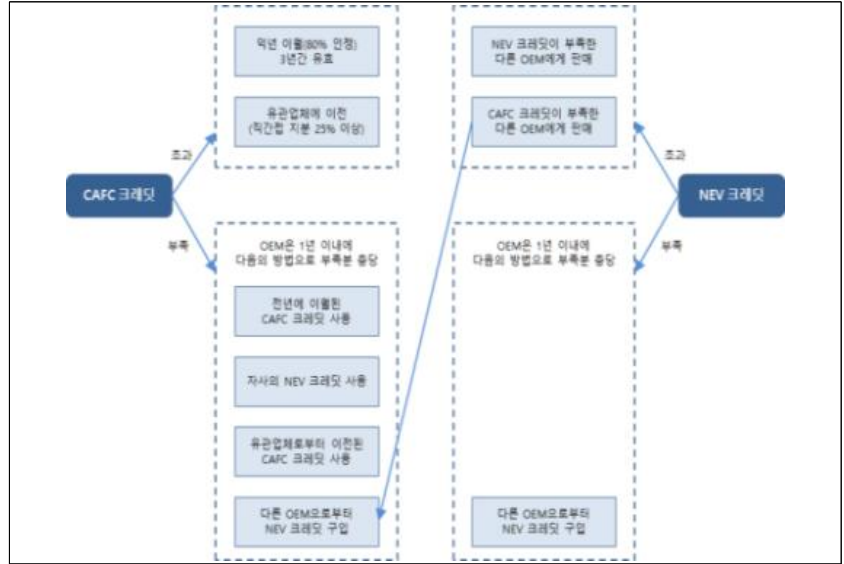 익년 이월(80% 인정)
3년간 유효
유관업체에 이전
(직간접 지분 25% 이상)
NEV 크레딧이 부족한
다른 OEM에게 판매
CAFC 크레딧이 부족한
다른 OEM에게 판매
초과
초과
CAFC 크레딧
NEV 크레딧
부족
부족
OEM은 1년 이내에
다음의 방법으로 부족분 충당
전년에 이월된
CAFC 크레딧 사용
자사의 NEV 크레딧 사용
유관업체로부터 이전된
CAFC 크레딧 사용
다른 OEM으로부터
NEV 크레딧 구입
OEM은 1년 이내에
다음의 방법으로 부족분 충당
다른 OEM으로부터
NEV 크레딧 구입